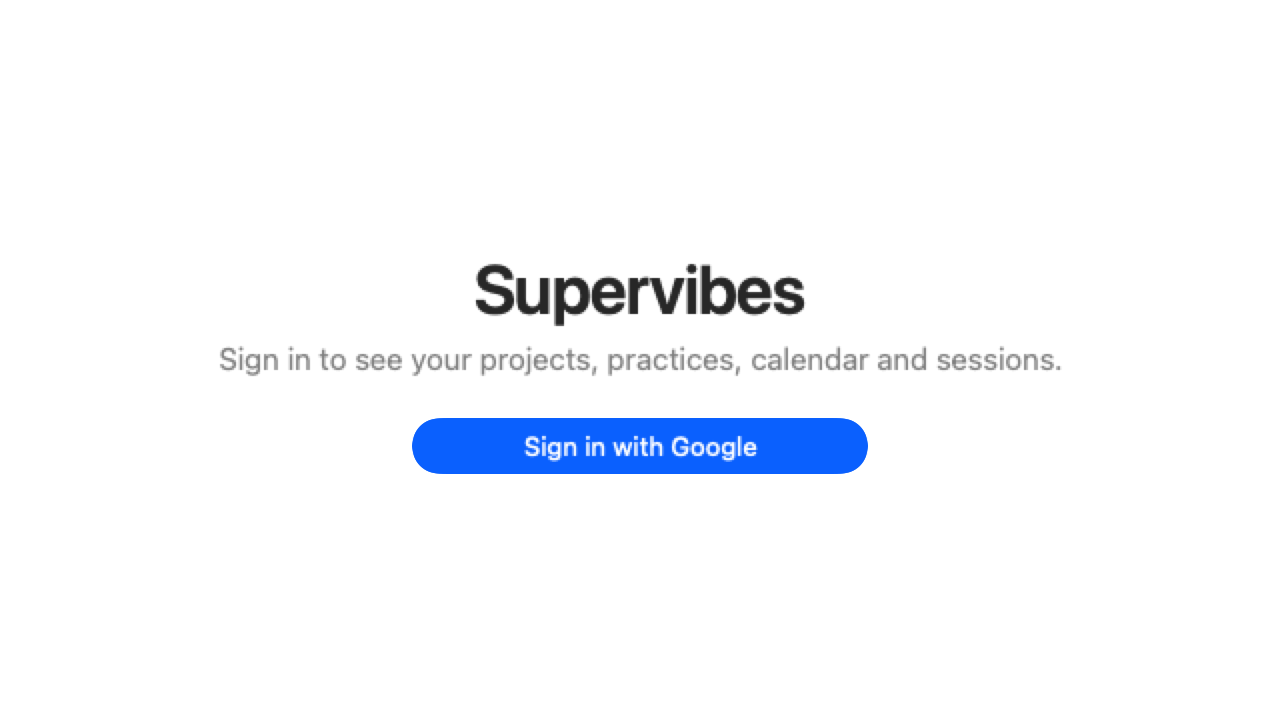 Supervibes
Sign in to see your projects, practices, calendar and sessions.
Sign in with Google